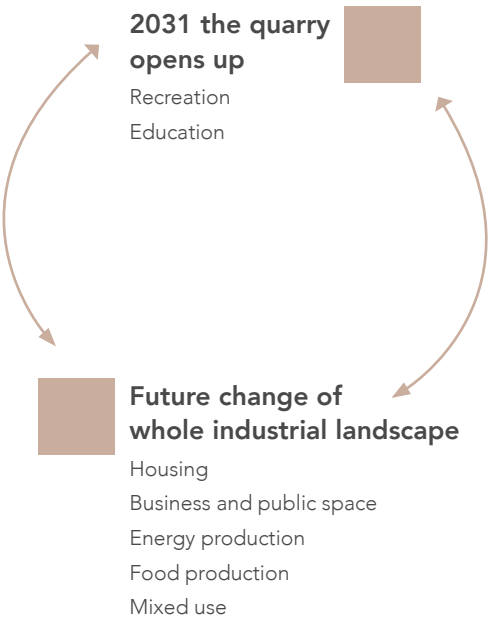 2031 the quarry
opens up
Recreation
Education
Future change of
whole industrial landscape
Housing
Business and public space
Energy production
Food production
Mixed use